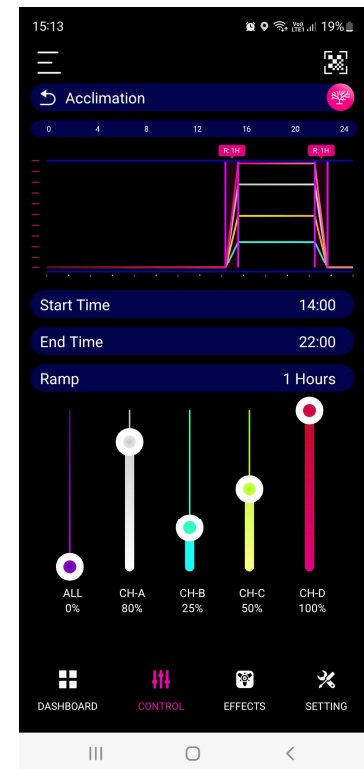 15:13 Vo)) LTE1 19%
Acclimation
0 4 8 12 16 20 24
R: 1H R: 1H
Start Time 14:00
End Time 22:00
Ramp 1 Hours
ALL CH-A CH-B CH-C CH-D
0% 80% 25% 50% 100%
DASHBOARD CONTROL EFFECTS SETTING